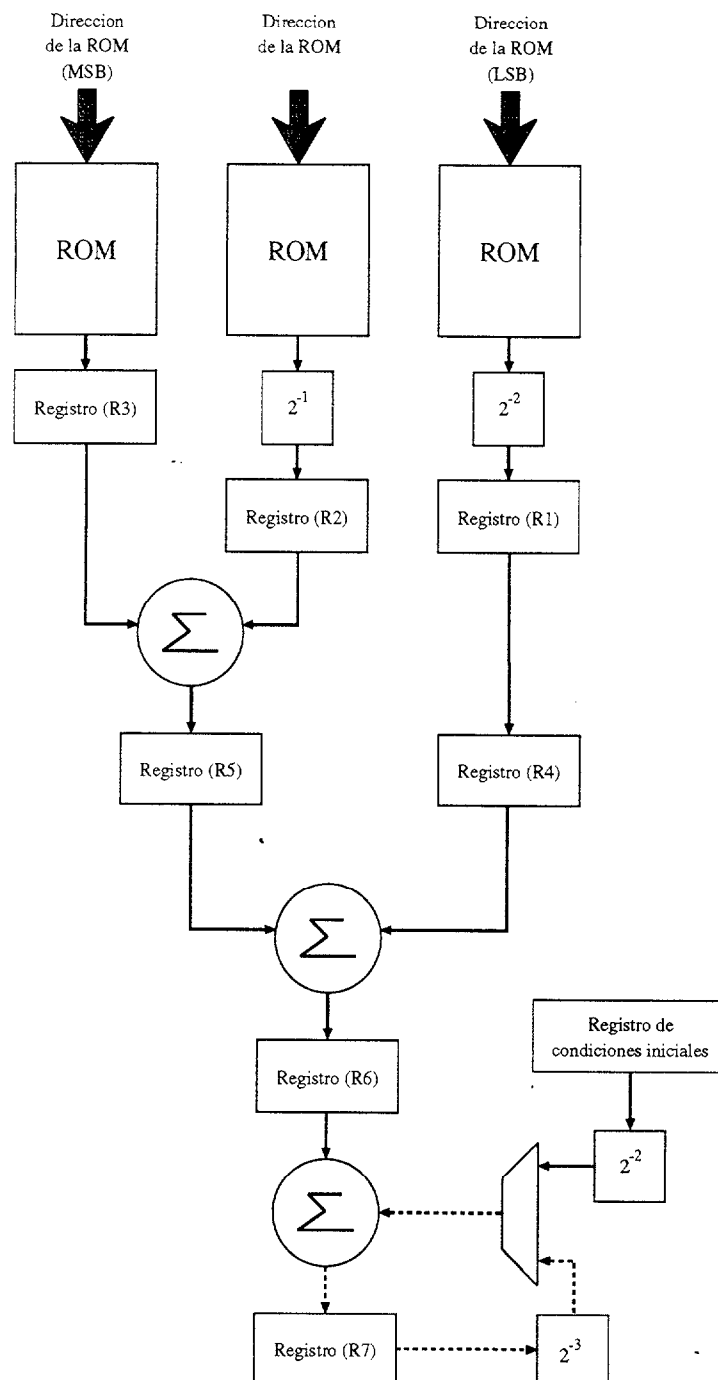 Direccion
de la ROM
(MSB)
Direccion
de la ROM
Direccion
de la ROM
(LSB)
ROM
ROM
ROM
Registro (R3)
2^-1
2^-2
Registro (R2)
Registro (R1)
Σ
Registro (R5)
Registro (R4)
Σ
Registro de
condiciones iniciales
Registro (R6)
2^-2
Σ
Registro (R7)
2^-3